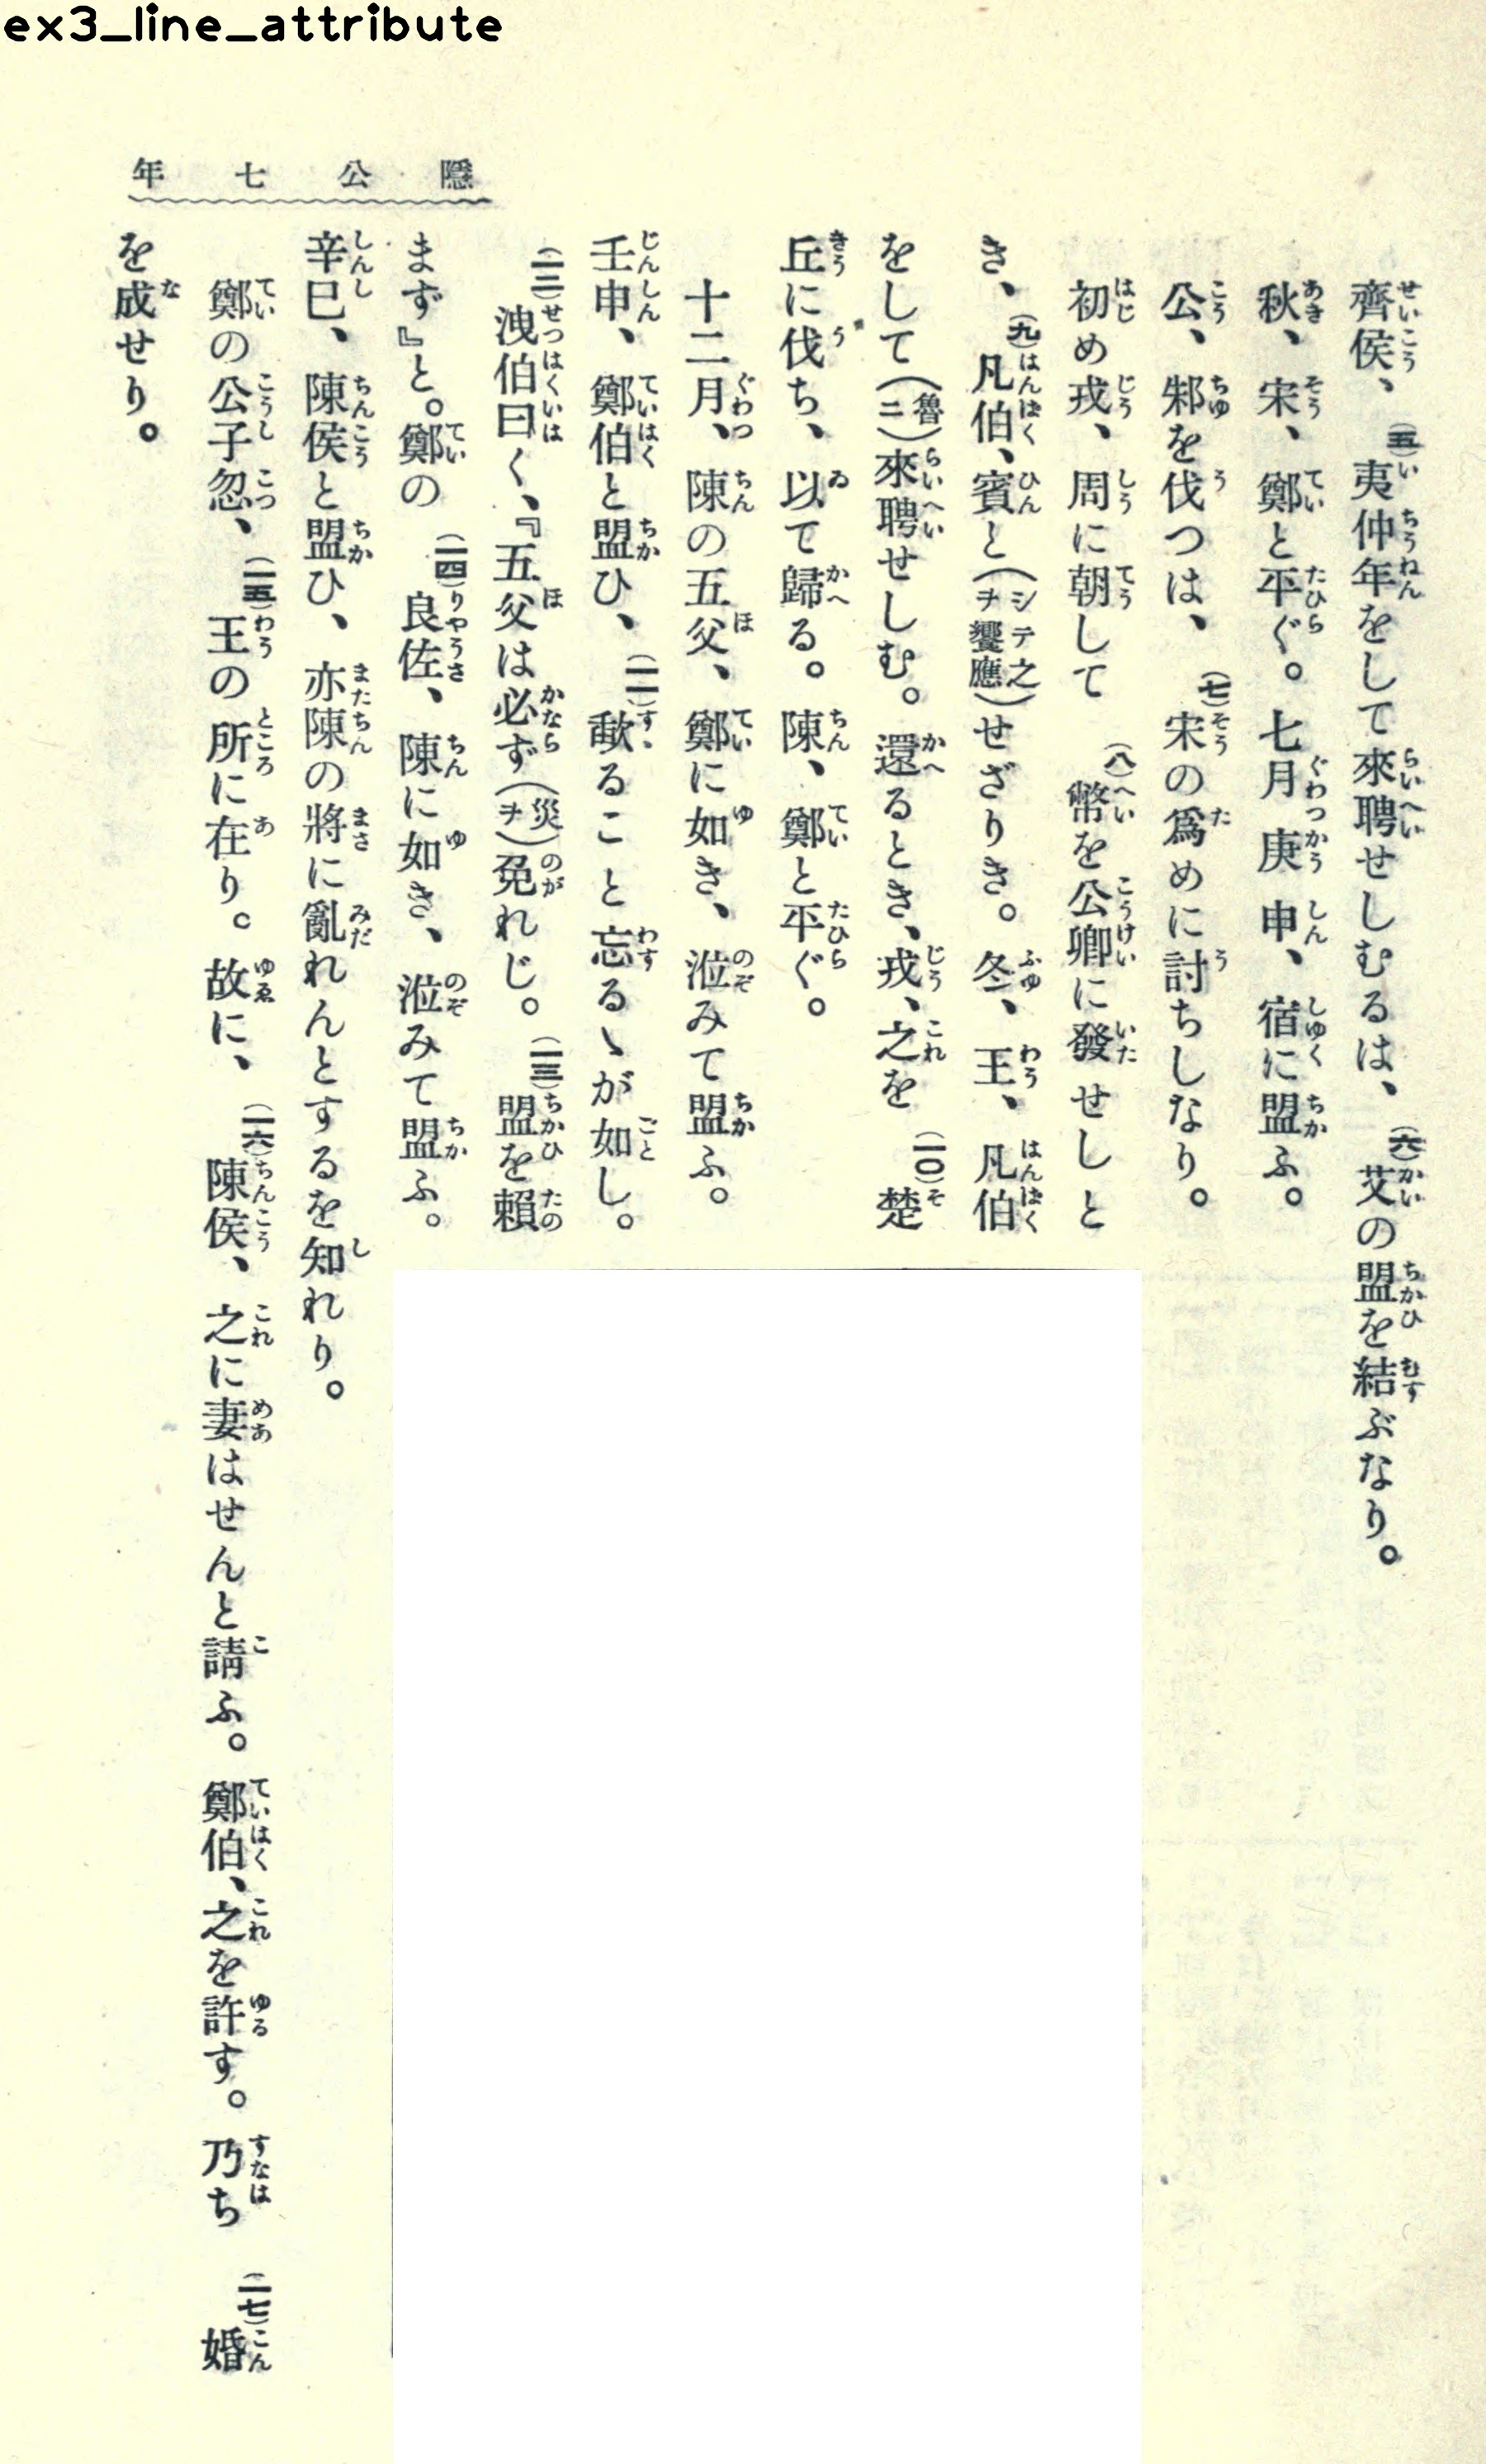 ex3_line_attribute
隱公七年
齊侯、(五)夷仲年をして來聘せしむるは、(六)艾の盟を結ぶなり。
秋、宋、鄭と平ぐ。七月庚申、宿に盟ふ。
公、邾を伐つは、(七)宋の爲めに討ちしなり。
初め戎、周に朝して(八)幣を公卿に發せしと
き、(九)凡伯、賓と(シテ之ヲ饗應)せざりき。冬、王、凡伯
をして(魯ニ)來聘せしむ。還るとき、戎、之を(一〇)楚
丘に伐ち、以て歸る。陳、鄭と平ぐ。
十二月、陳の五父、鄭に如き、涖みて盟ふ。
壬申、鄭伯と盟ひ、(一一)歃ること忘るゝが如し。
(一二)洩伯曰く、『五父は必ず(災ヲ)免れじ。(一三)盟を賴
まず』と。鄭の(一四)良佐、陳に如き、涖みて盟ふ。
辛巳、陳侯と盟ひ、亦陳の將に亂れんとするを知れり。
鄭の公子忽、(一五)王の所に在り。故に、(一六)陳侯、之に妻はせんと請ふ。鄭伯、之を許す。乃ち(一七)婚
を成せり。